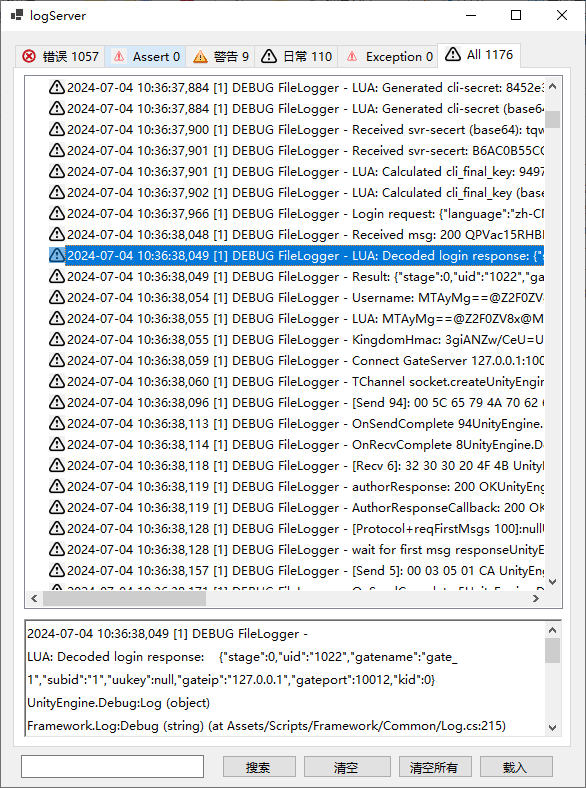 logServer
错误 1057
Assert 0
警告 9
日常 110
Exception 0
All 1176
2024-07-04 10:36:37,884 [1] DEBUG FileLogger - LUA: Generated cli-secret: 8452e3
2024-07-04 10:36:37,884 [1] DEBUG FileLogger - LUA: Generated cli-secret (base64
2024-07-04 10:36:37,900 [1] DEBUG FileLogger - Received svr-secert (base64): tqw
2024-07-04 10:36:37,901 [1] DEBUG FileLogger - Received svr-secert: B6AC0B55CC
2024-07-04 10:36:37,901 [1] DEBUG FileLogger - LUA: Calculated cli_final_key: 9497
2024-07-04 10:36:37,902 [1] DEBUG FileLogger - LUA: Calculated cli_final_key (base
2024-07-04 10:36:37,966 [1] DEBUG FileLogger - Login request: {"language":"zh-CN
2024-07-04 10:36:38,048 [1] DEBUG FileLogger - Received msg: 200 QPVac15RHB
2024-07-04 10:36:38,049 [1] DEBUG FileLogger - LUA: Decoded login response: {"s
2024-07-04 10:36:38,049 [1] DEBUG FileLogger - Result: {"stage":0,"uid":"1022","ga
2024-07-04 10:36:38,054 [1] DEBUG FileLogger - Username: MTAyMg==@Z2F0ZV
2024-07-04 10:36:38,055 [1] DEBUG FileLogger - LUA: MTAyMg==@Z2F0ZV8x@M
2024-07-04 10:36:38,055 [1] DEBUG FileLogger - KingdomHmac: 3giANZw/CeU=U
2024-07-04 10:36:38,059 [1] DEBUG FileLogger - Connect GateServer 127.0.0.1:100
2024-07-04 10:36:38,060 [1] DEBUG FileLogger - TChannel socket.createUnityEngin
2024-07-04 10:36:38,096 [1] DEBUG FileLogger - [Send 94]: 00 5C 65 79 4A 70 62 6
2024-07-04 10:36:38,113 [1] DEBUG FileLogger - OnSendComplete 94UnityEngine.
2024-07-04 10:36:38,114 [1] DEBUG FileLogger - OnRecvComplete 8UnityEngine.D
2024-07-04 10:36:38,118 [1] DEBUG FileLogger - [Recv 6]: 32 30 30 20 4F 4B Unity
2024-07-04 10:36:38,119 [1] DEBUG FileLogger - authorResponse: 200 OKUnityEn
2024-07-04 10:36:38,119 [1] DEBUG FileLogger - AuthorResponseCallback: 200 OK
2024-07-04 10:36:38,128 [1] DEBUG FileLogger - [Protocol+reqFirstMsgs 100]:nullU
2024-07-04 10:36:38,128 [1] DEBUG FileLogger - wait for first msg responseUnityE
2024-07-04 10:36:38,157 [1] DEBUG FileLogger - [Send 5]: 00 03 05 01 CA UnityEn
2024-07-04 10:36:38,049 [1] DEBUG FileLogger -
LUA: Decoded login response: {"stage":0,"uid":"1022","gatename":"gate_
1","subid":"1","uukey":null,"gateip":"127.0.0.1","gateport":10012,"kid":0}
UnityEngine.Debug:Log (object)
Framework.Log:Debug (string) (at Assets/Scripts/Framework/Common/Log.cs:215)
搜索 清空 清空所有 载入